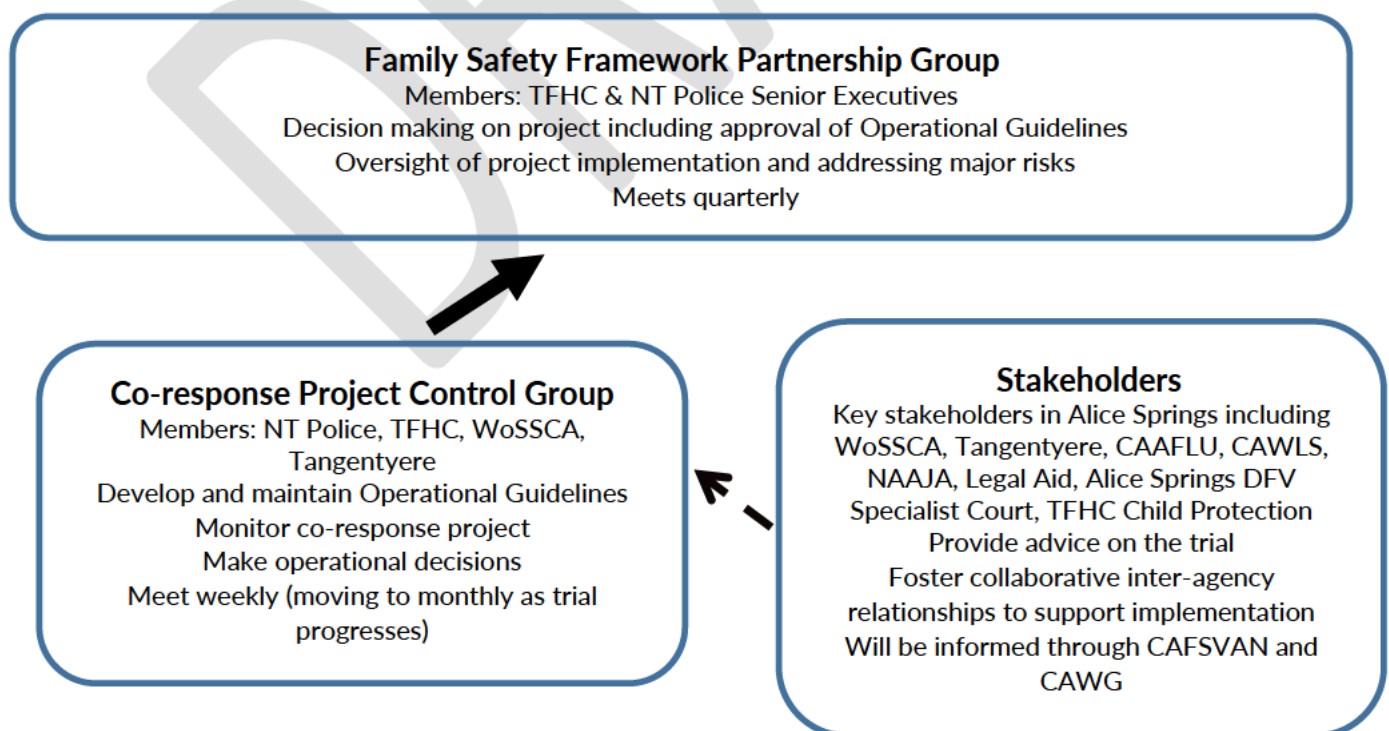 Family Safety Framework Partnership Group
Members: TFHC & NT Police Senior Executives
Decision making on project including approval of Operational Guidelines
Oversight of project implementation and addressing major risks
Meets quarterly
Co-response Project Control Group
Members: NT Police, TFHC, WoSSCA,
Tangentyere
Develop and maintain Operational Guidelines
Monitor co-response project
Make operational decisions
Meet weekly (moving to monthly as trial
progresses)
Stakeholders
Key stakeholders in Alice Springs including
WoSSCA, Tangentyere, CAAFLU, CAWLS,
NAAJA, Legal Aid, Alice Springs DFV
Specialist Court, TFHC Child Protection
Provide advice on the trial
Foster collaborative inter-agency
relationships to support implementation
Will be informed through CAFSVAN and
CAWG